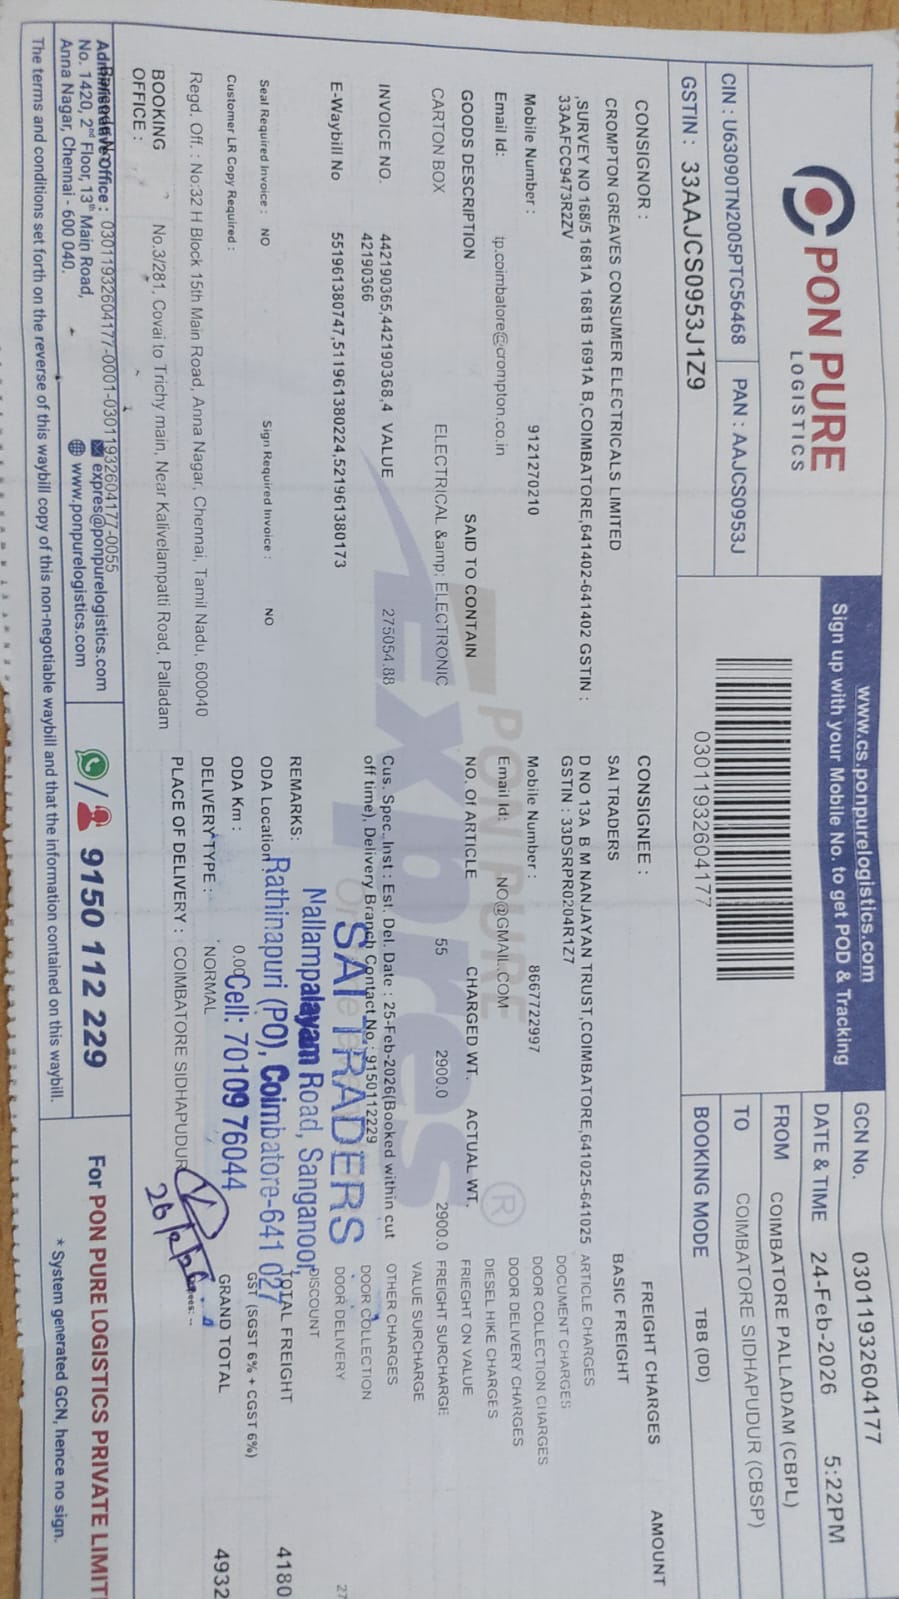 PON PURE
LOGISTICS
CIN : U63090TN2005PTC56468
PAN : AAJCS0953J
GSTIN : 33AAJCS0953J1Z9
www.cs.ponpurelogistics.com
Sign up with your Mobile No. to get POD & Tracking
03011932604177
GCN No. 03011932604177
DATE & TIME 24-Feb-2026 5:22PM
FROM COIMBATORE PALLADAM (CBPL)
TO COIMBATORE SIDHAPUDUR (CBSP)
BOOKING MODE TBB (DD)
CONSIGNOR :
CROMPTON GREAVES CONSUMER ELECTRICALS LIMITED
,SURVEY NO 168/5 1681A 1681B 1691A B,COIMBATORE,641402-641402 GSTIN :
33AAFCC9473R2ZV
Mobile Number : 9121270210
Email Id: tp.coimbatore@crompton.co.in
CONSIGNEE :
SAI TRADERS
D NO 13A B M NANJAYAN TRUST,COIMBATORE,641025-641025
GSTIN : 33DSRPR0204R1Z7
Mobile Number : 8667722997
Email Id: NO@GMAIL.COM
GOODS DESCRIPTION SAID TO CONTAIN NO. Of ARTICLE CHARGED WT. ACTUAL WT.
CARTON BOX ELECTRICAL &amp; ELECTRONIC 55 2900.0 2900.0
INVOICE NO. 442190365,442190368,4 VALUE 275054.88
42190366
E-Waybill No 551961380747,511961380224,521961380173
Seal Required Invoice : NO Sign Required Invoice : NO
Customer LR Copy Required :
Regd. Off. : No:32 H Block 15th Main Road, Anna Nagar, Chennai, Tamil Nadu, 600040
BOOKING OFFICE : No.3/281, Covai to Trichy main, Near Kalivelampatti Road, Palladam
Cus. Spec. Inst : Est. Del. Date : 25-Feb-2026(Booked within cut
off time), Delivery Branch Contact No : 9150112229
REMARKS:
ODA Location
ODA Km : 0.00
DELIVERY TYPE : NORMAL
PLACE OF DELIVERY : COIMBATORE SIDHAPUDUR
SAI TRADERS
Nallampalayam Road, Sanganoor,
Rathinapuri (PO), Coimbatore-641 027
Cell: 70109 76044
FREIGHT CHARGES AMOUNT
BASIC FREIGHT
ARTICLE CHARGES
DOCUMENT CHARGES
DOOR COLLECTION CHARGES
DOOR DELIVERY CHARGES
DIESEL HIKE CHARGES
FRIEGHT ON VALUE
FREIGHT SURCHARGE
VALUE SURCHARGE
OTHER CHARGES
DOOR COLLECTION
DOOR DELIVERY 27
DISCOUNT
TOTAL FREIGHT 4180
GST (SGST 6% + CGST 6%)
GRAND TOTAL 4932
PON PURE
Expres
®
Barcode No 03011932604177-0001-03011932604177-0055
Administrative Office :
No. 1420, 2nd Floor, 13th Main Road,
Anna Nagar, Chennai - 600 040.
expres@ponpurelogistics.com
www.ponpurelogistics.com
9150 112 229
For PON PURE LOGISTICS PRIVATE LIMIT
* System generated GCN, hence no sign.
The terms and conditions set forth on the reverse of this waybill copy of this non-negotiable waybill and that the information contained on this waybill.